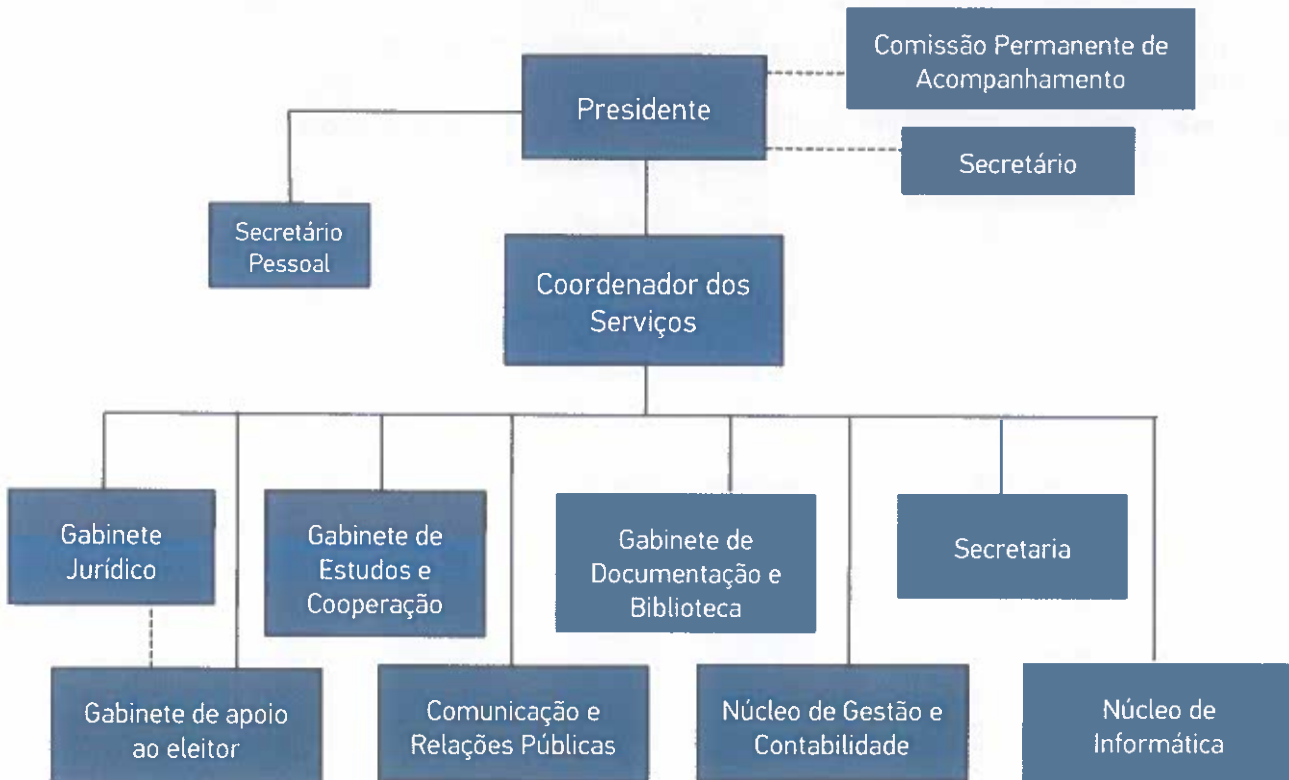 Comissão Permanente de
Acompanhamento
Presidente
Secretário
Secretário
Pessoal
Coordenador dos
Serviços
Gabinete
Jurídico
Gabinete de
Estudos e
Cooperação
Gabinete de
Documentação e
Biblioteca
Secretaria
Gabinete de apoio
ao eleitor
Comunicação e
Relações Públicas
Núcleo de Gestão e
Contabilidade
Núcleo de
Informática